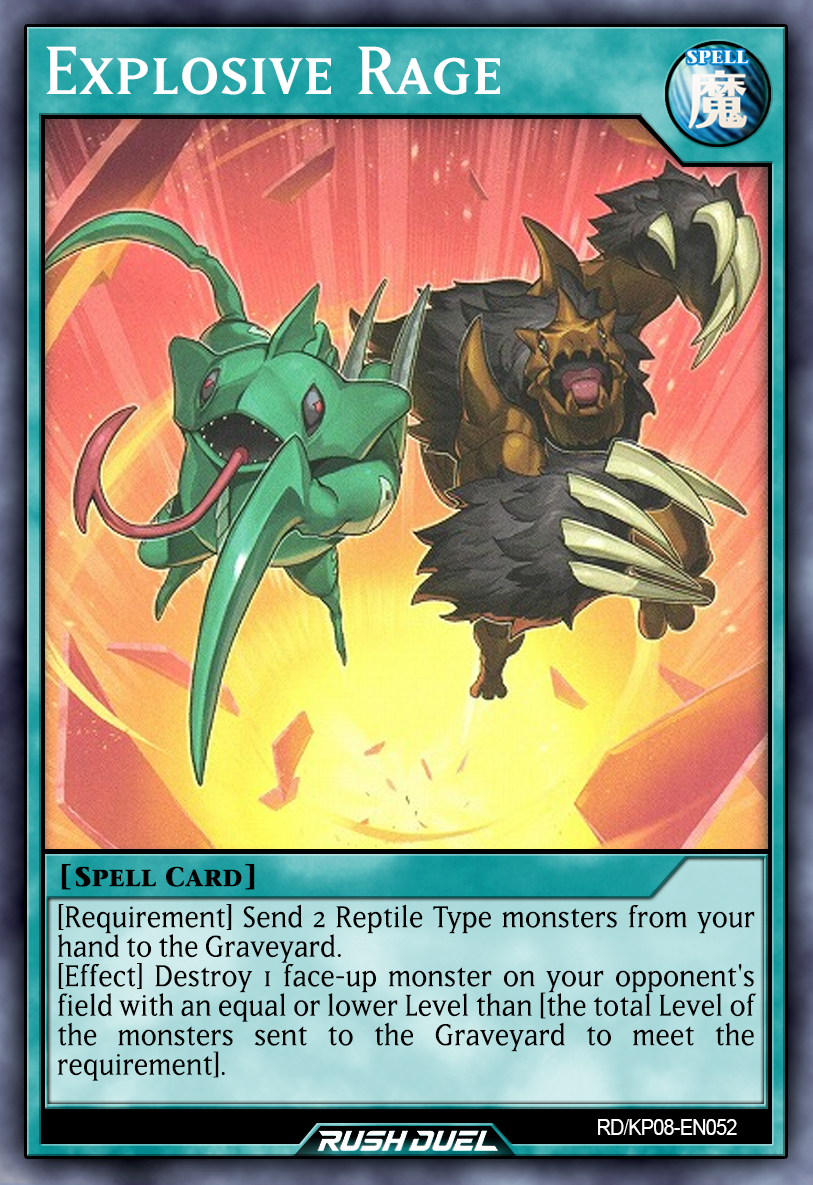 Explosive Rage
SPELL
魔
[Spell Card]
[Requirement] Send 2 Reptile Type monsters from your
hand to the Graveyard.
[Effect] Destroy 1 face-up monster on your opponent's
field with an equal or lower Level than [the total Level of
the monsters sent to the Graveyard to meet the
requirement].
RD/KP08-EN052
RUSH DUEL